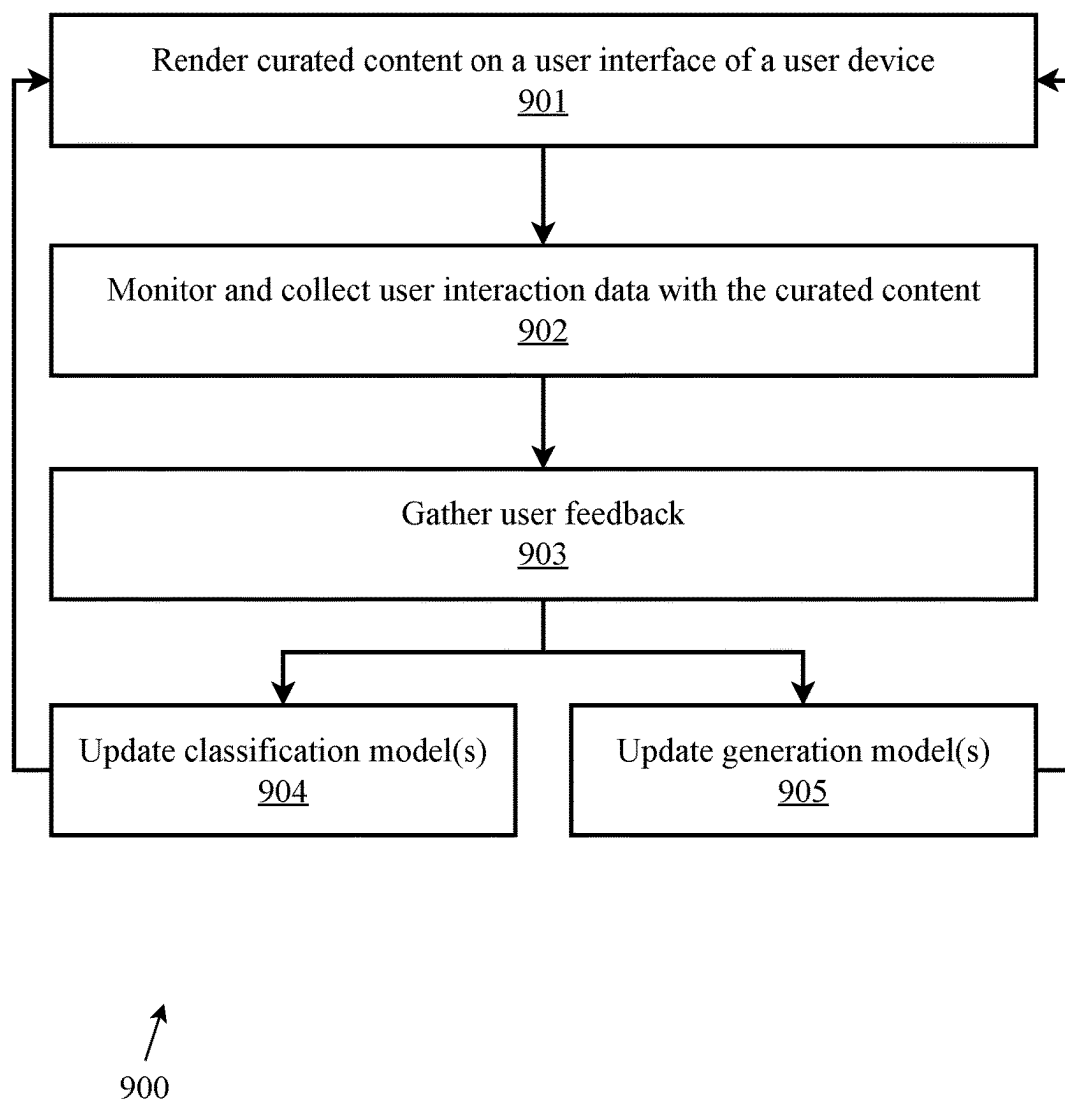 Render curated content on a user interface of a user device
901
Monitor and collect user interaction data with the curated content
902
Gather user feedback
903
Update classification model(s)
904
Update generation model(s)
905
900